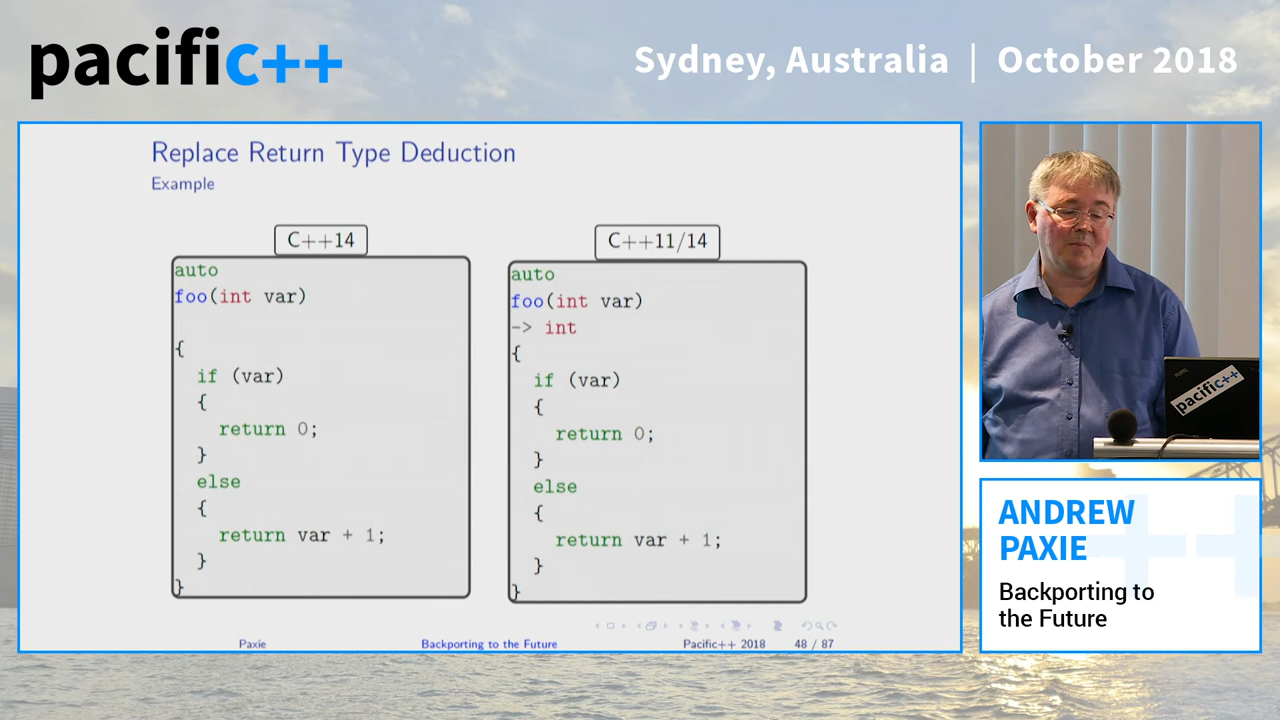 pacific++
Sydney, Australia | October 2018
Replace Return Type Deduction
Example
C++14
auto
foo(int var)
{
if (var)
{
return 0;
}
else
{
return var + 1;
}
}
C++11/14
auto
foo(int var)
-> int
{
if (var)
{
return 0;
}
else
{
return var + 1;
}
}
Paxie
Backporting to the Future
Pacific++ 2018
48 / 87
pacific++
ANDREW
PAXIE
Backporting to
the Future